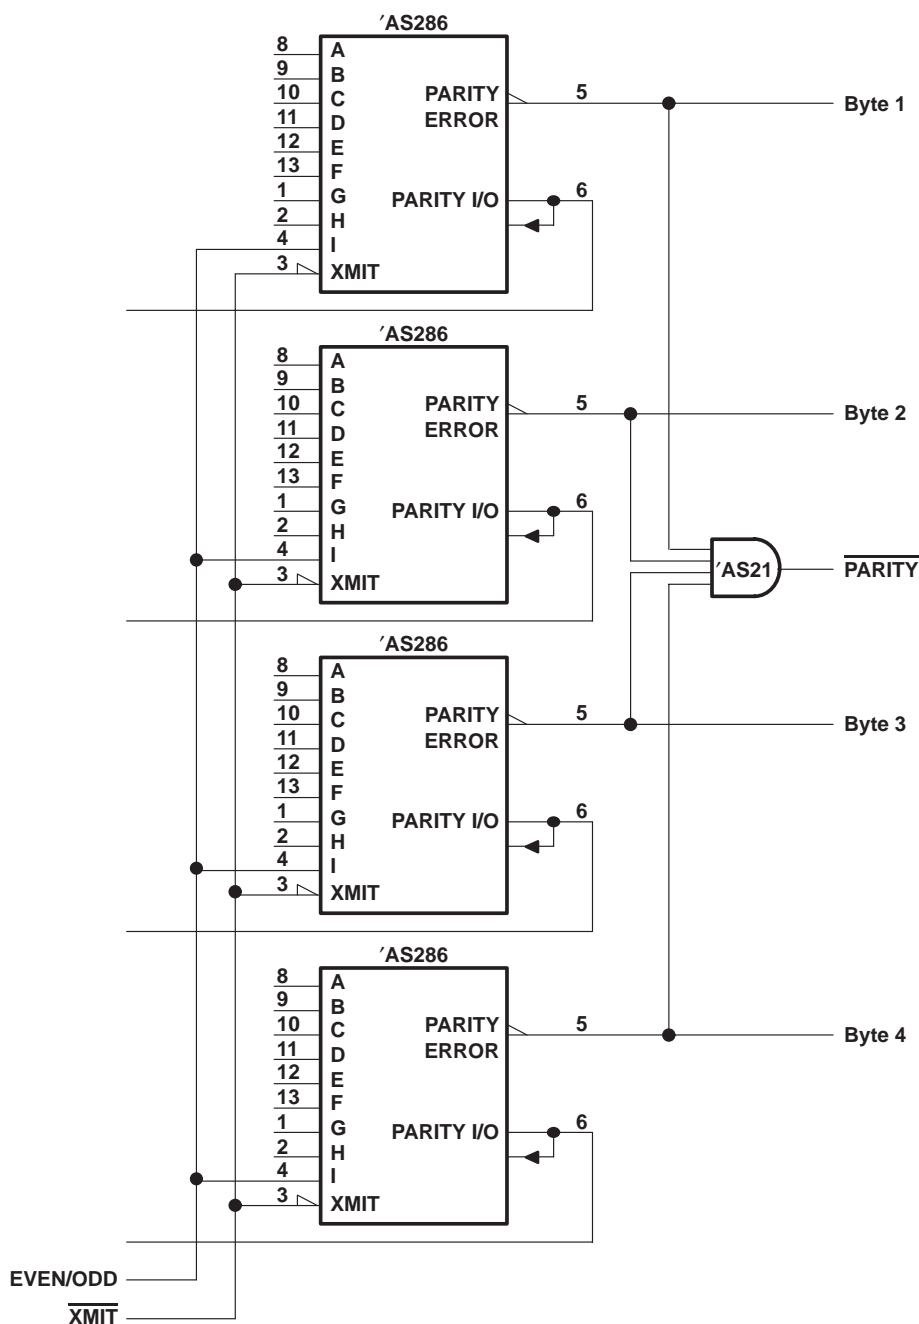 ′AS286
8 A
9 B
10 C
11 D
12 E
13 F
1 G
2 H
4 I
3 XMIT
PARITY
ERROR
5
Byte 1
PARITY I/O
6
′AS286
8 A
9 B
10 C
11 D
12 E
13 F
1 G
2 H
4 I
3 XMIT
PARITY
ERROR
5
Byte 2
PARITY I/O
6
′AS21
PARITY
′AS286
8 A
9 B
10 C
11 D
12 E
13 F
1 G
2 H
4 I
3 XMIT
PARITY
ERROR
5
Byte 3
PARITY I/O
6
′AS286
8 A
9 B
10 C
11 D
12 E
13 F
1 G
2 H
4 I
3 XMIT
PARITY
ERROR
5
Byte 4
PARITY I/O
6
EVEN/ODD
XMIT